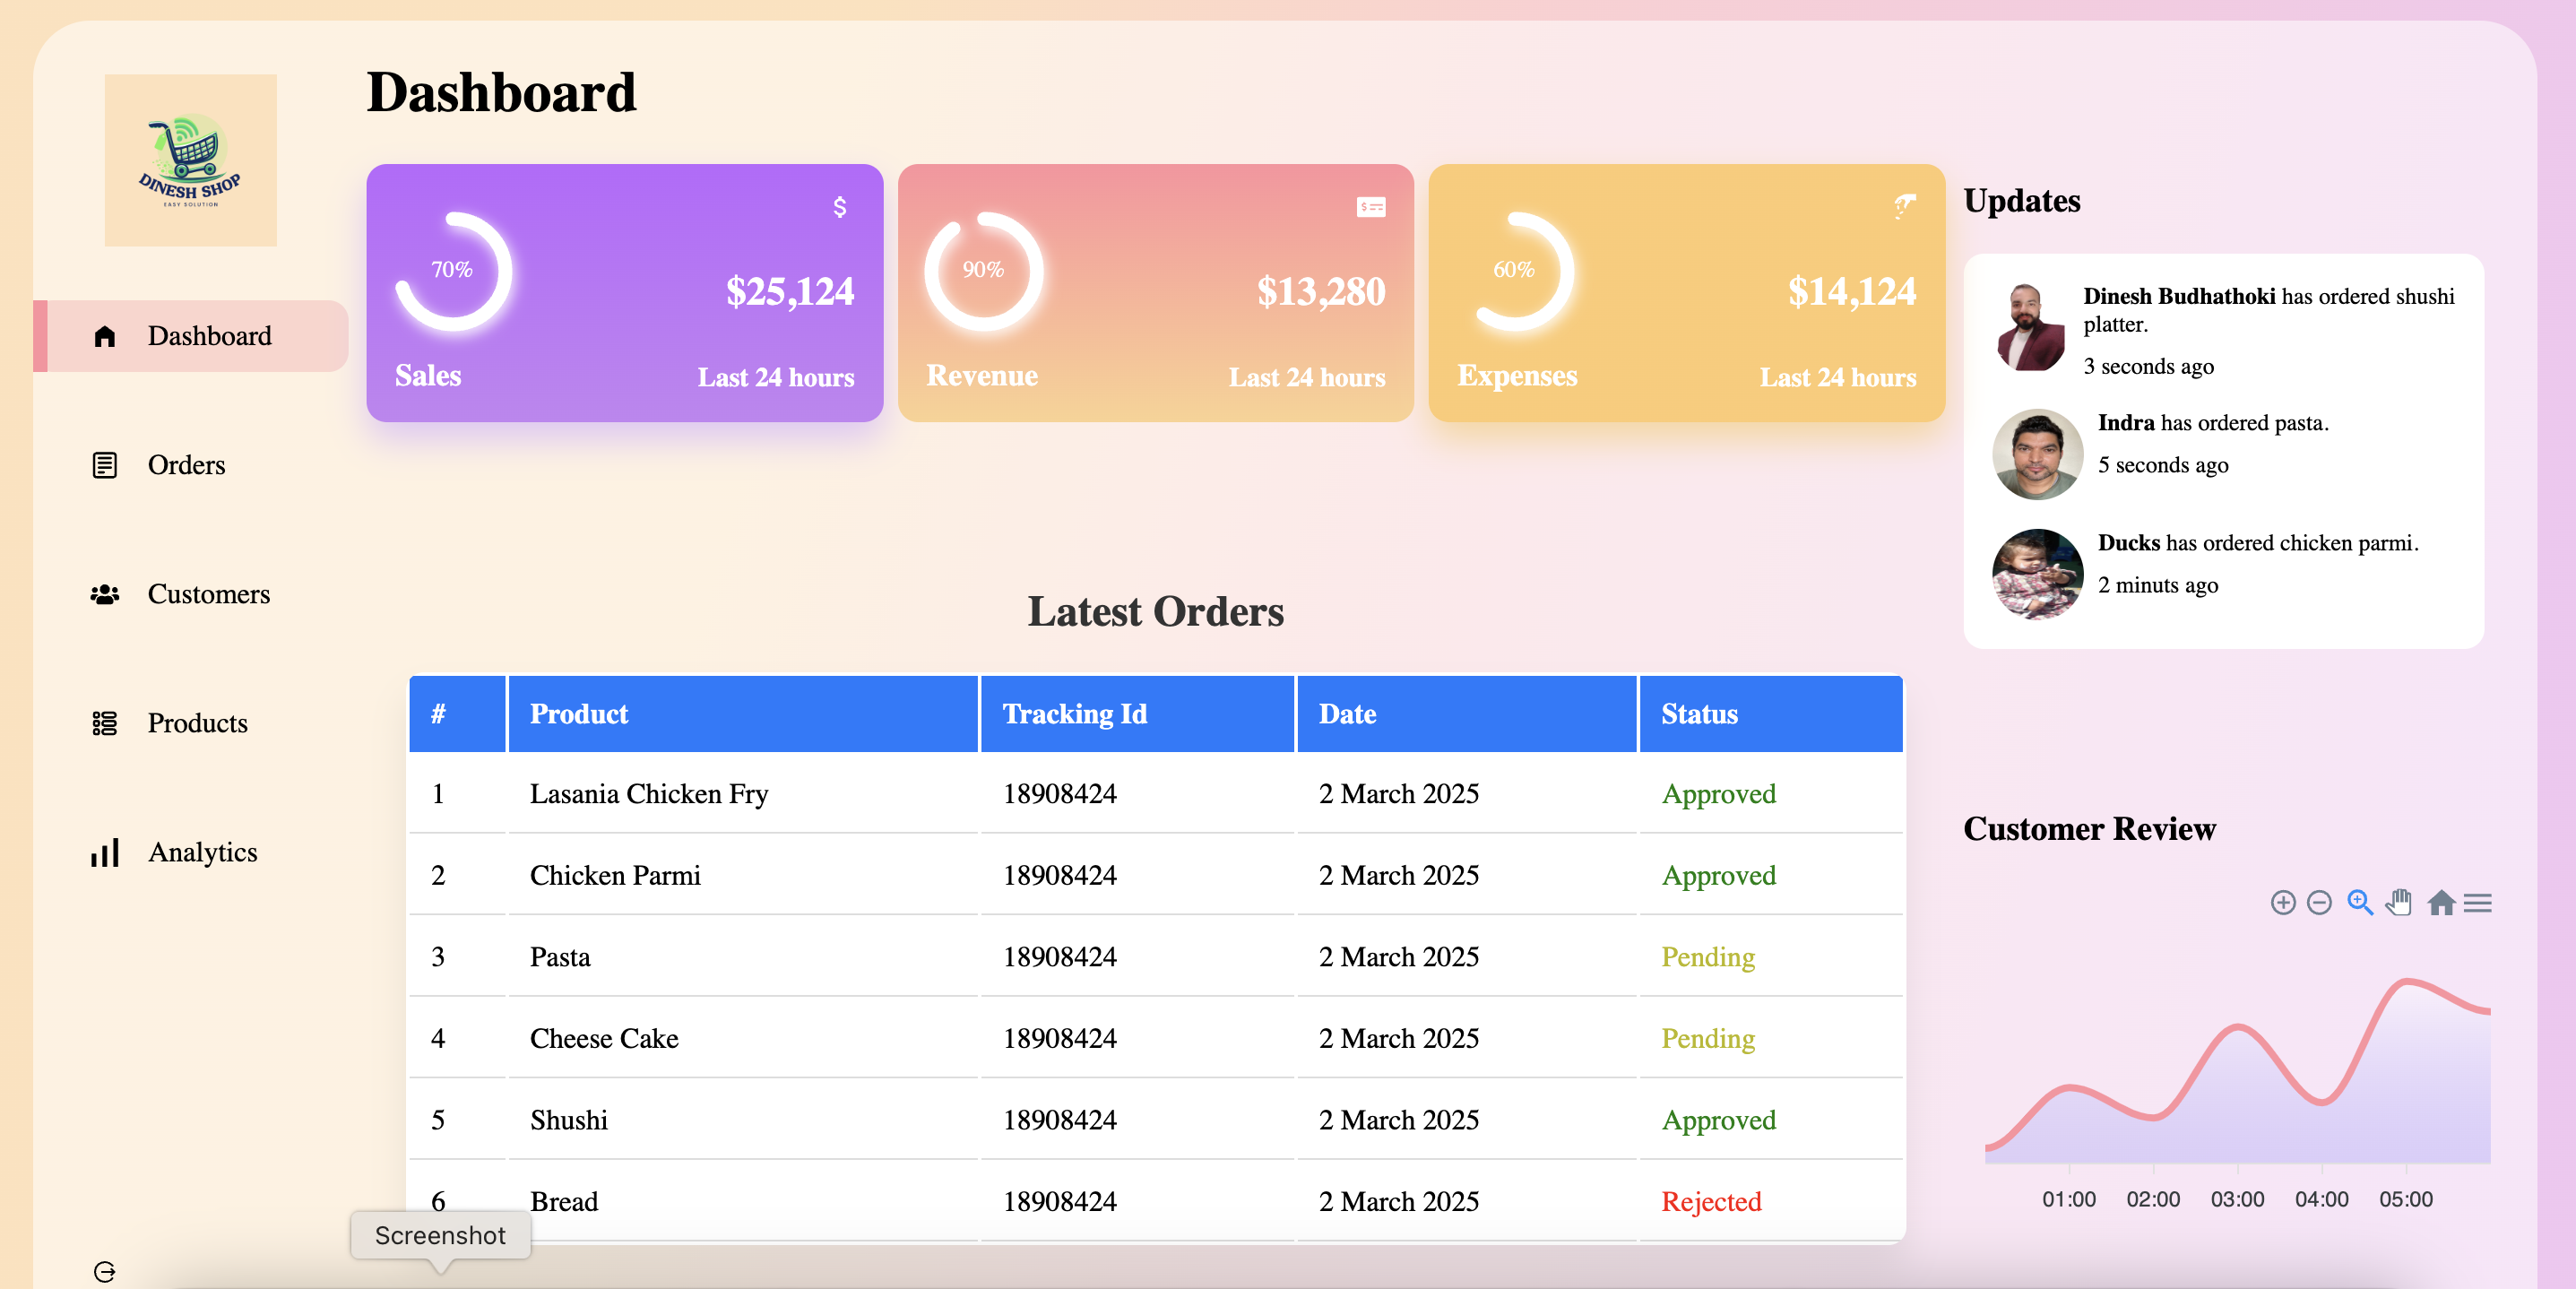 DINESH SHOP
EASY SOLUTION
Dashboard
Orders
Customers
Products
Analytics
Dashboard
70%
$25,124
Sales
Last 24 hours
90%
$13,280
Revenue
Last 24 hours
60%
$14,124
Expenses
Last 24 hours
Latest Orders
# Product Tracking Id Date Status
1 Lasania Chicken Fry 18908424 2 March 2025 Approved
2 Chicken Parmi 18908424 2 March 2025 Approved
3 Pasta 18908424 2 March 2025 Pending
4 Cheese Cake 18908424 2 March 2025 Pending
5 Shushi 18908424 2 March 2025 Approved
6 Bread 18908424 2 March 2025 Rejected
Screenshot
Updates
Dinesh Budhathoki has ordered shushi
platter.
3 seconds ago
Indra has ordered pasta.
5 seconds ago
Ducks has ordered chicken parmi.
2 minuts ago
Customer Review
01:00 02:00 03:00 04:00 05:00